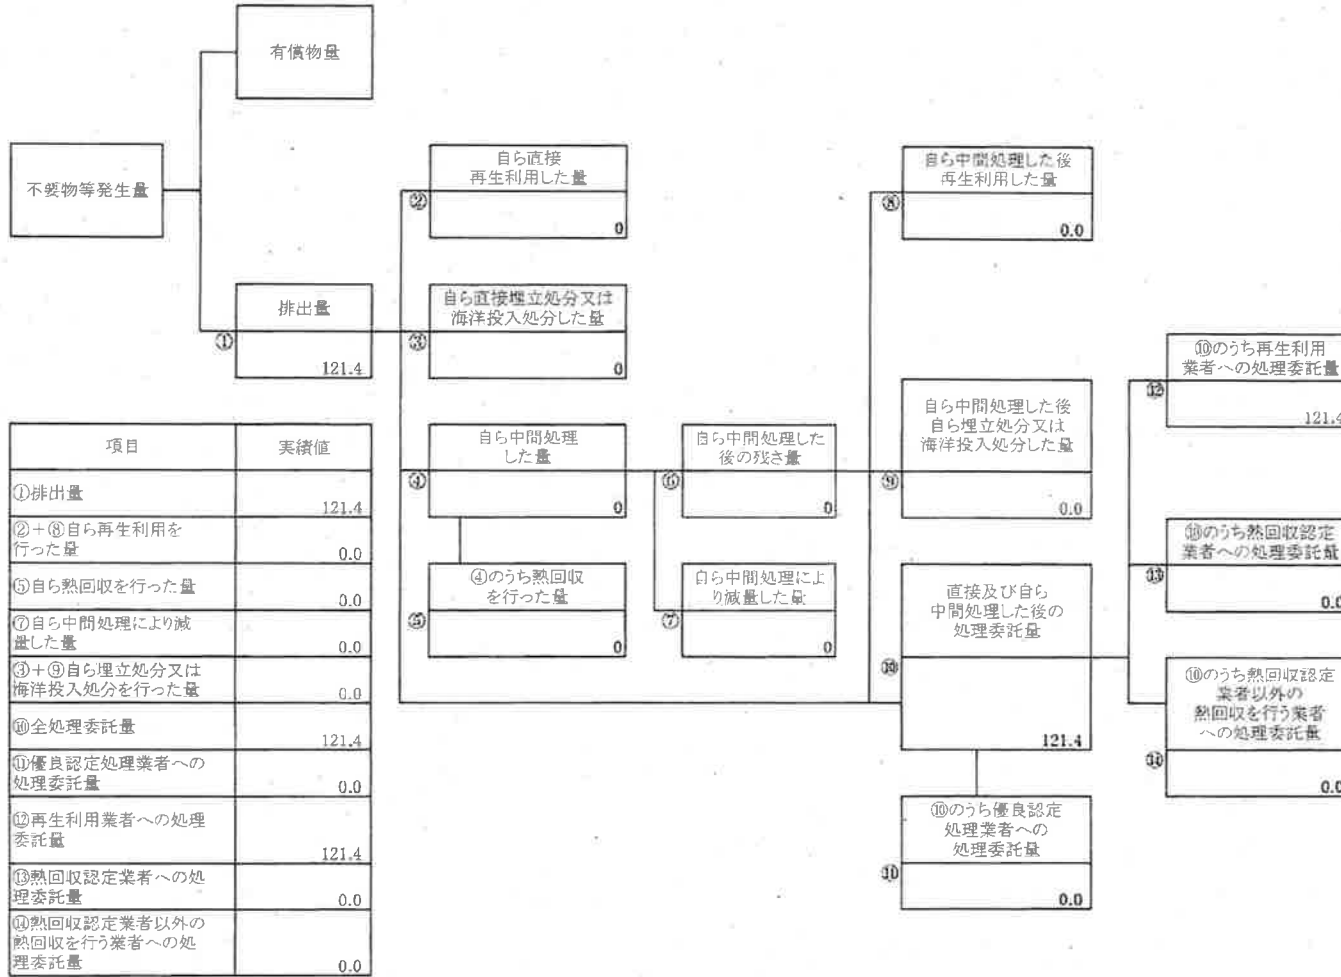 有償物量
不要物等発生量
排出量
①
121.4
自ら直接
再生利用した量
②
0
自ら直接埋立処分又は
海洋投入処分した量
③
0
自ら中間処理
した量
④
0
④のうち熱回収
を行った量
⑤
0
自ら中間処理した
後の残さ量
⑥
0
自ら中間処理によ
り減量した量
⑦
0
自ら中間処理した後
再生利用した量
⑧
0.0
自ら中間処理した後
自ら埋立処分又は
海洋投入処分した量
⑨
0.0
直接及び自ら
中間処理した後の
処理委託量
⑩
121.4
⑩のうち優良認定
処理業者への
処理委託量
⑪
0.0
⑩のうち再生利用
業者への処理委託量
⑫
121.4
⑩のうち熱回収認定
業者への処理委託量
⑬
0.0
⑩のうち熱回収認定
業者以外の
熱回収を行う業者
への処理委託量
⑭
0.0
項目 実績値
①排出量 121.4
②+⑧自ら再生利用を
行った量 0.0
⑤自ら熱回収を行った量 0.0
⑦自ら中間処理により減
量した量 0.0
③+⑨自ら埋立処分又は
海洋投入処分を行った量 0.0
⑩全処理委託量 121.4
⑪優良認定処理業者への
処理委託量 0.0
⑫再生利用業者への処理
委託量 121.4
⑬熱回収認定業者への処
理委託量 0.0
⑭熱回収認定業者以外の
熱回収を行う業者への処
理委託量 0.0